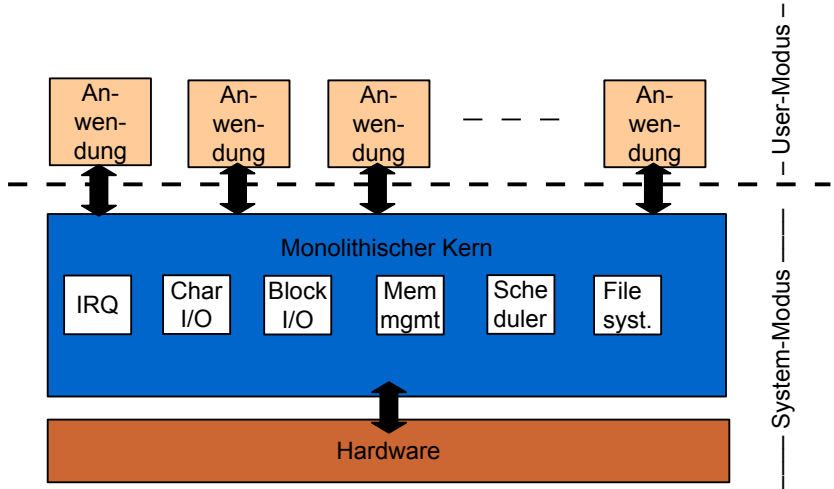 An-
wen-
dung
An-
wen-
dung
An-
wen-
dung
An-
wen-
dung
User-Modus
Monolithischer Kern
IRQ
Char
I/O
Block
I/O
Mem
mgmt
Sche
duler
File
syst.
System-Modus
Hardware